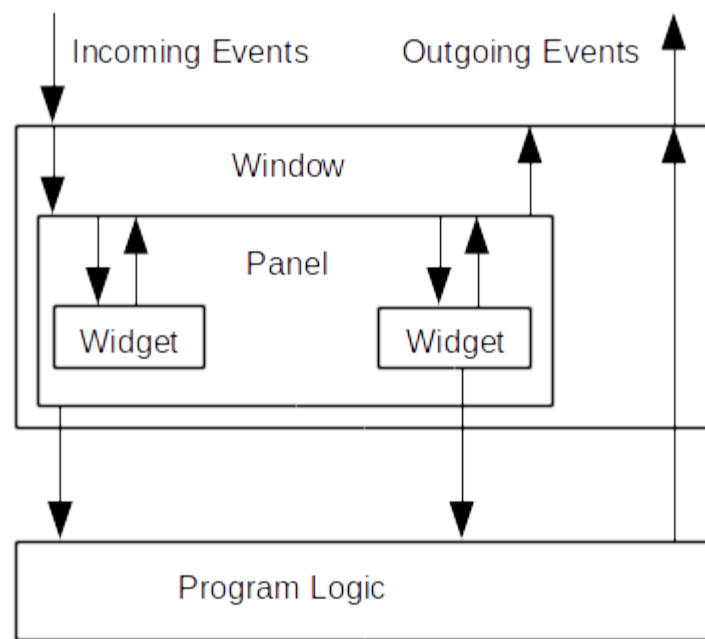 Incoming Events
Outgoing Events
Window
Panel
Widget
Widget
Program Logic